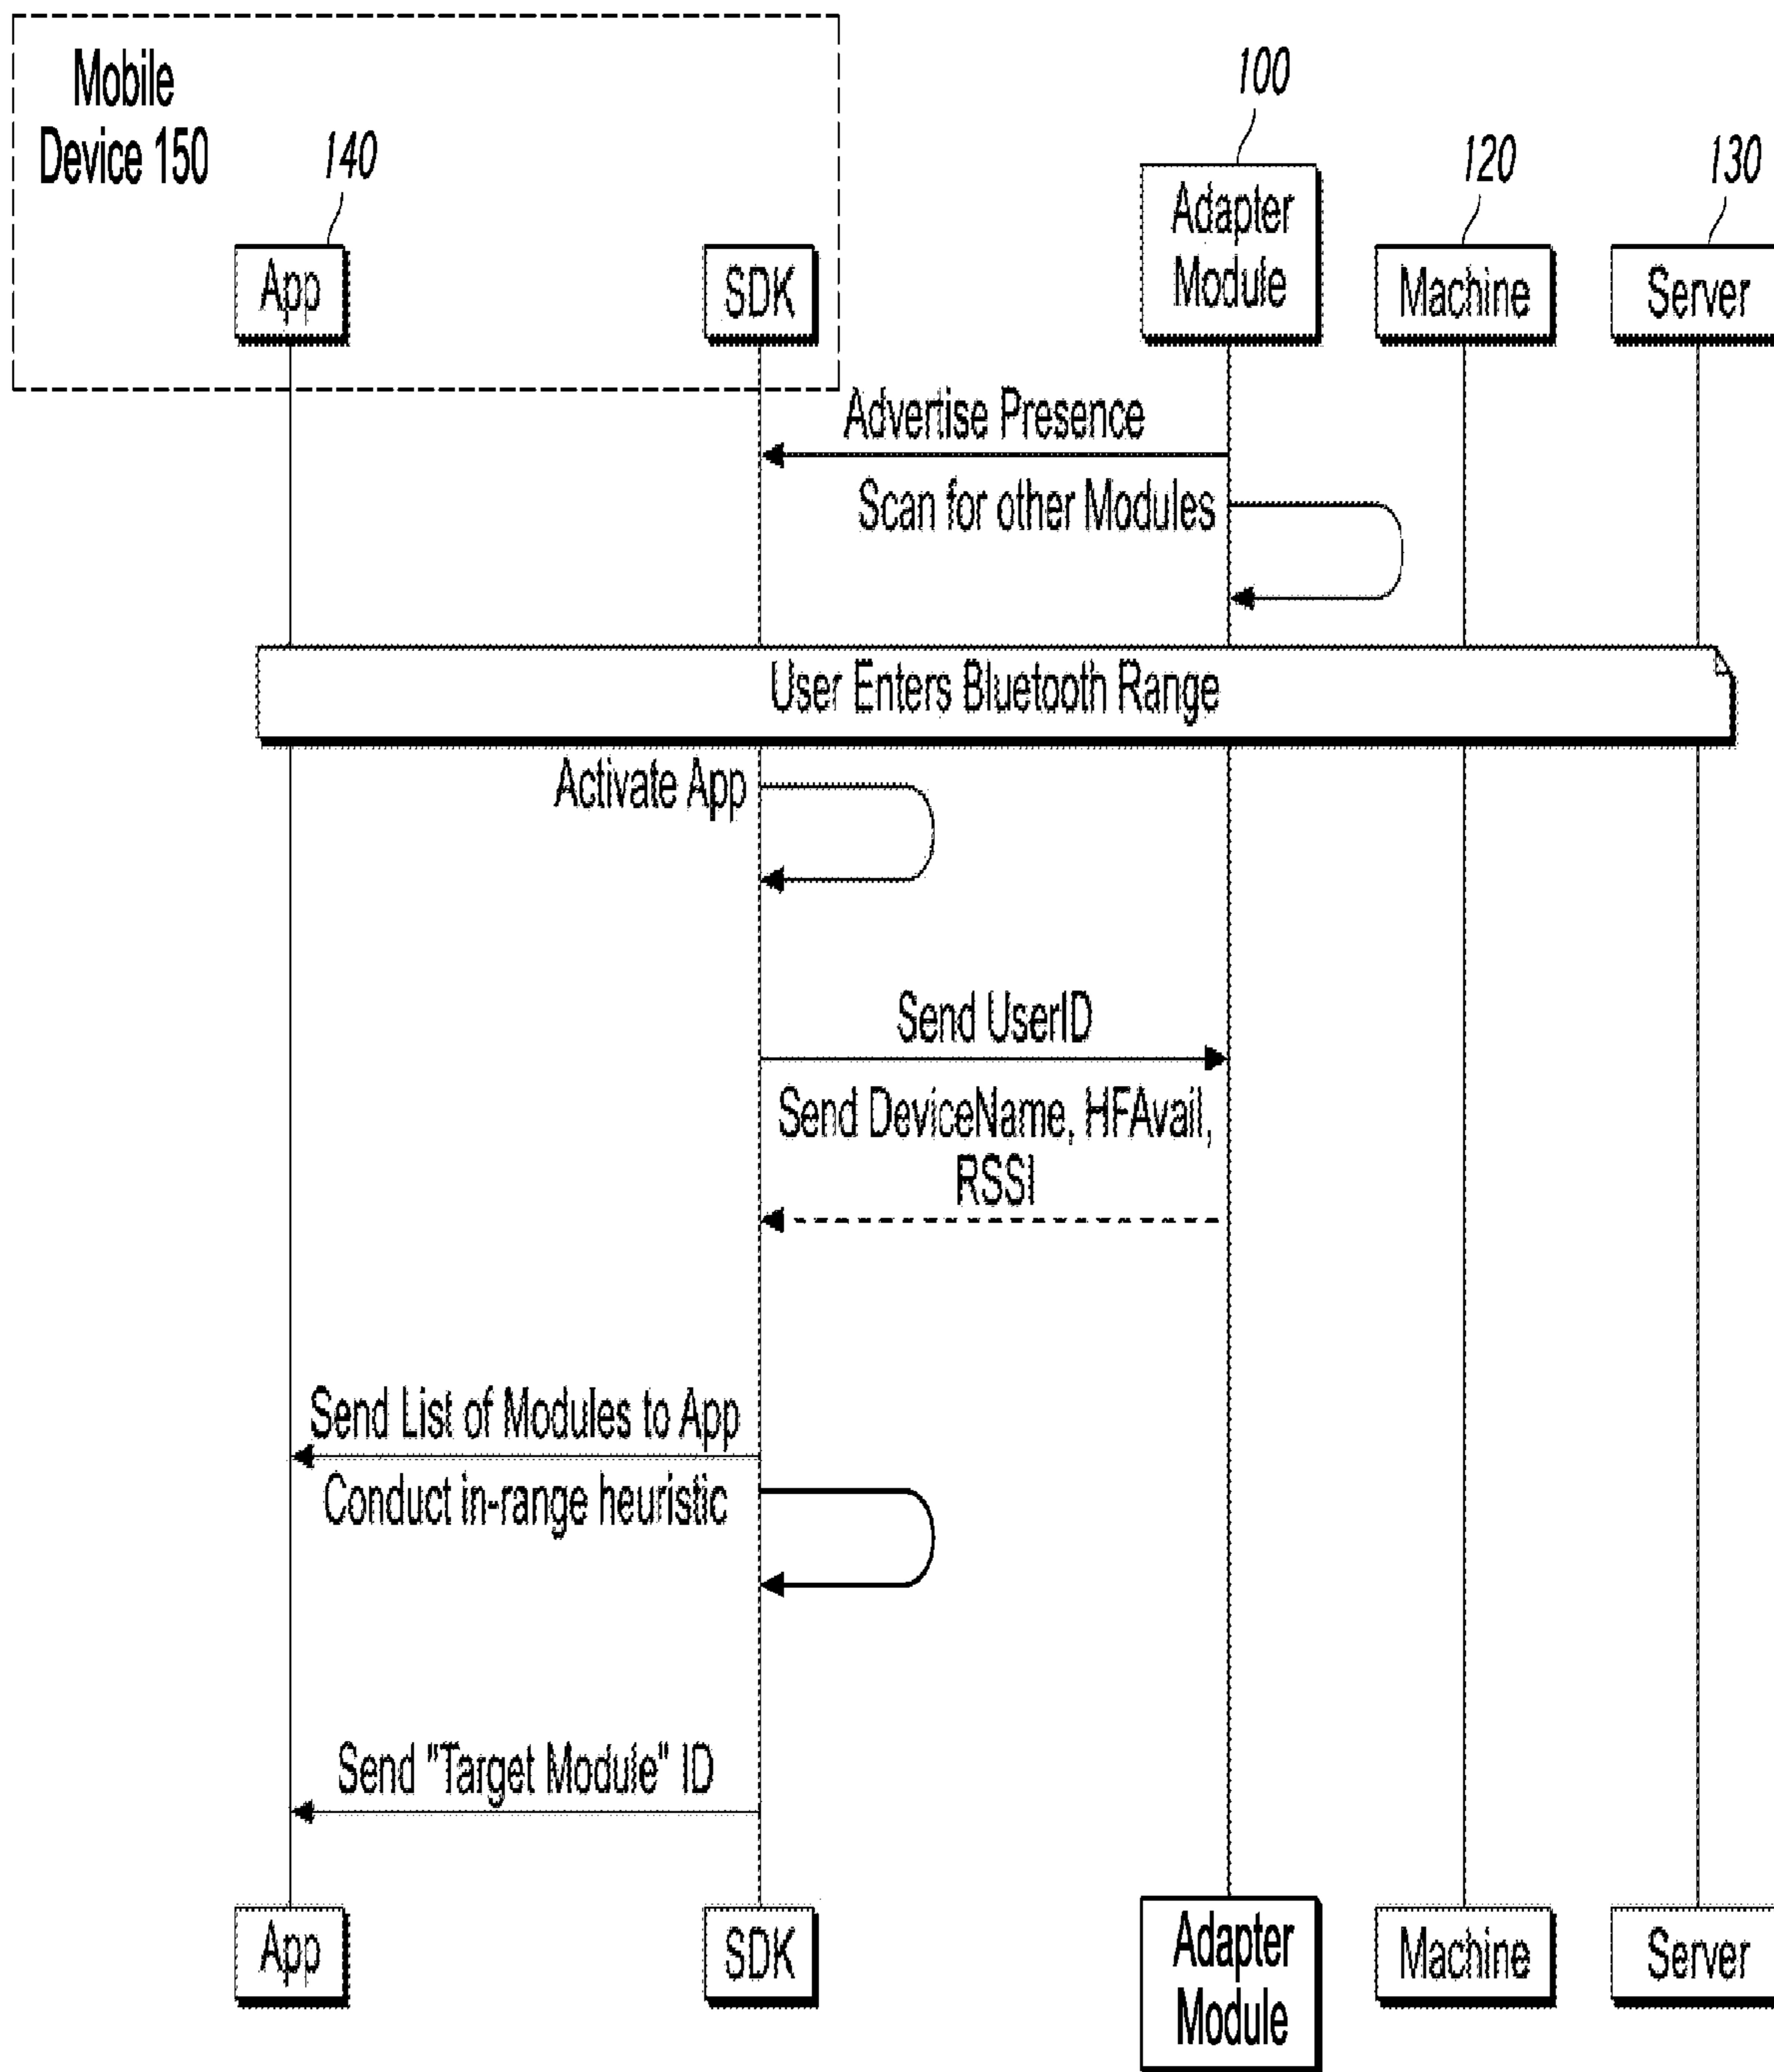 Mobile
Device 150
140
100
120
130
App
SDK
Adapter
Module
Machine
Server
Advertise Presence
Scan for other Modules
User Enters Bluetooth Range
Activate App
Send UserID
Send DeviceName, HFAvail,
RSSI
Send List of Modules to App
Conduct in-range heuristic
Send "Target Module" ID
App
SDK
Adapter
Module
Machine
Server